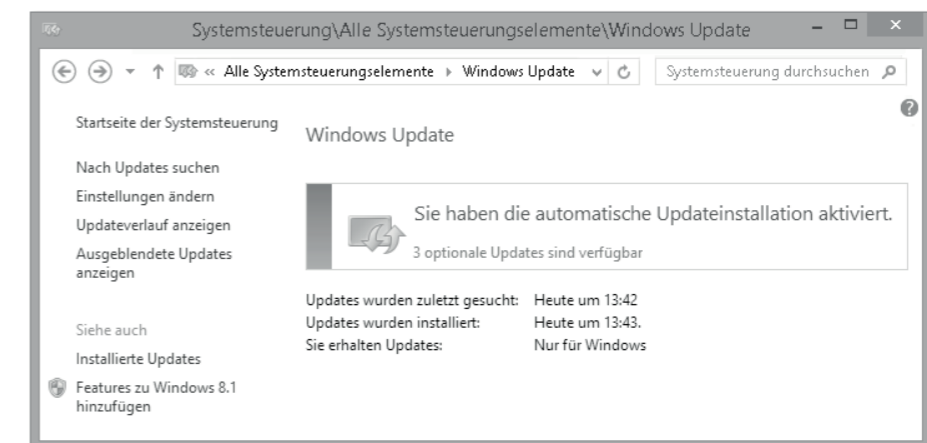 Systemsteuerung\Alle Systemsteuerungselemente\Windows Update
« Alle Systemsteuerungselemente Windows Update
Systemsteuerung durchsuchen
Startseite der Systemsteuerung
Nach Updates suchen
Einstellungen ändern
Updateverlauf anzeigen
Ausgeblendete Updates
anzeigen
Siehe auch
Installierte Updates
Features zu Windows 8.1
hinzufügen
Windows Update
Sie haben die automatische Updateinstallation aktiviert.
3 optionale Updates sind verfügbar
Updates wurden zuletzt gesucht: Heute um 13:42
Updates wurden installiert: Heute um 13:43.
Sie erhalten Updates: Nur für Windows